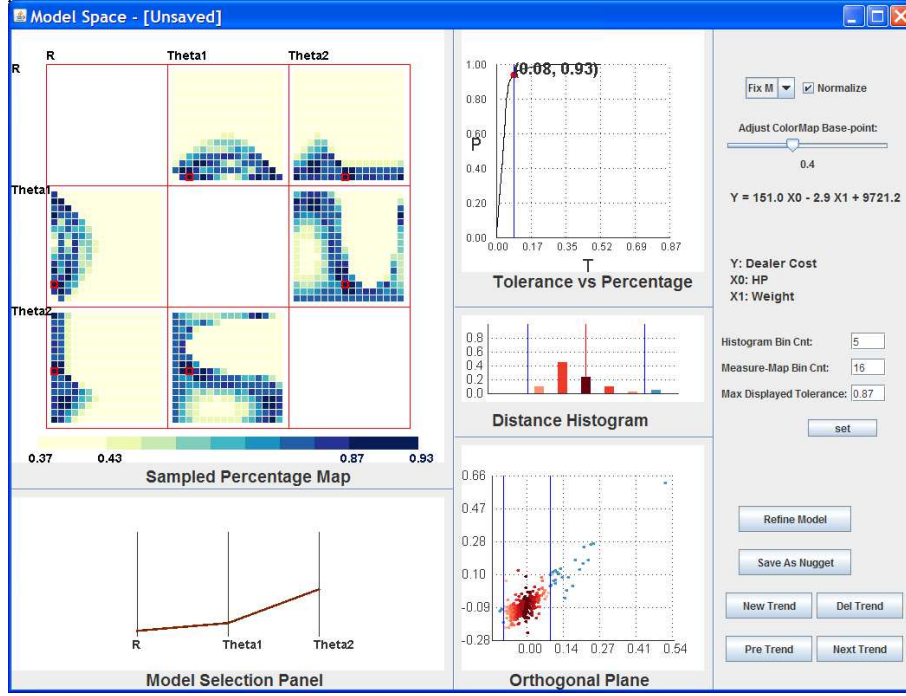 Model Space - [Unsaved]
R Theta1 Theta2
R
Theta1
Theta2
0.37 0.43 0.87 0.93
Sampled Percentage Map
R Theta1 Theta2
Model Selection Panel
(0.08, 0.93)
1.00
0.80
P
0.60
0.40
0.20
0.00
0.00 0.17 0.35 0.52 0.69 0.87
T
Tolerance vs Percentage
0.8
0.6
0.4
0.2
0.0
Distance Histogram
0.66
0.47
0.28
0.10
-0.09
-0.28
0.00 0.14 0.27 0.41 0.54
Orthogonal Plane
Fix M Normalize
Adjust ColorMap Base-point:
0.4
Y = 151.0 X0 - 2.9 X1 + 9721.2
Y: Dealer Cost
X0: HP
X1: Weight
Histogram Bin Cnt: 5
Measure-Map Bin Cnt: 16
Max Displayed Tolerance: 0.87
set
Refine Model
Save As Nugget
New Trend Del Trend
Pre Trend Next Trend